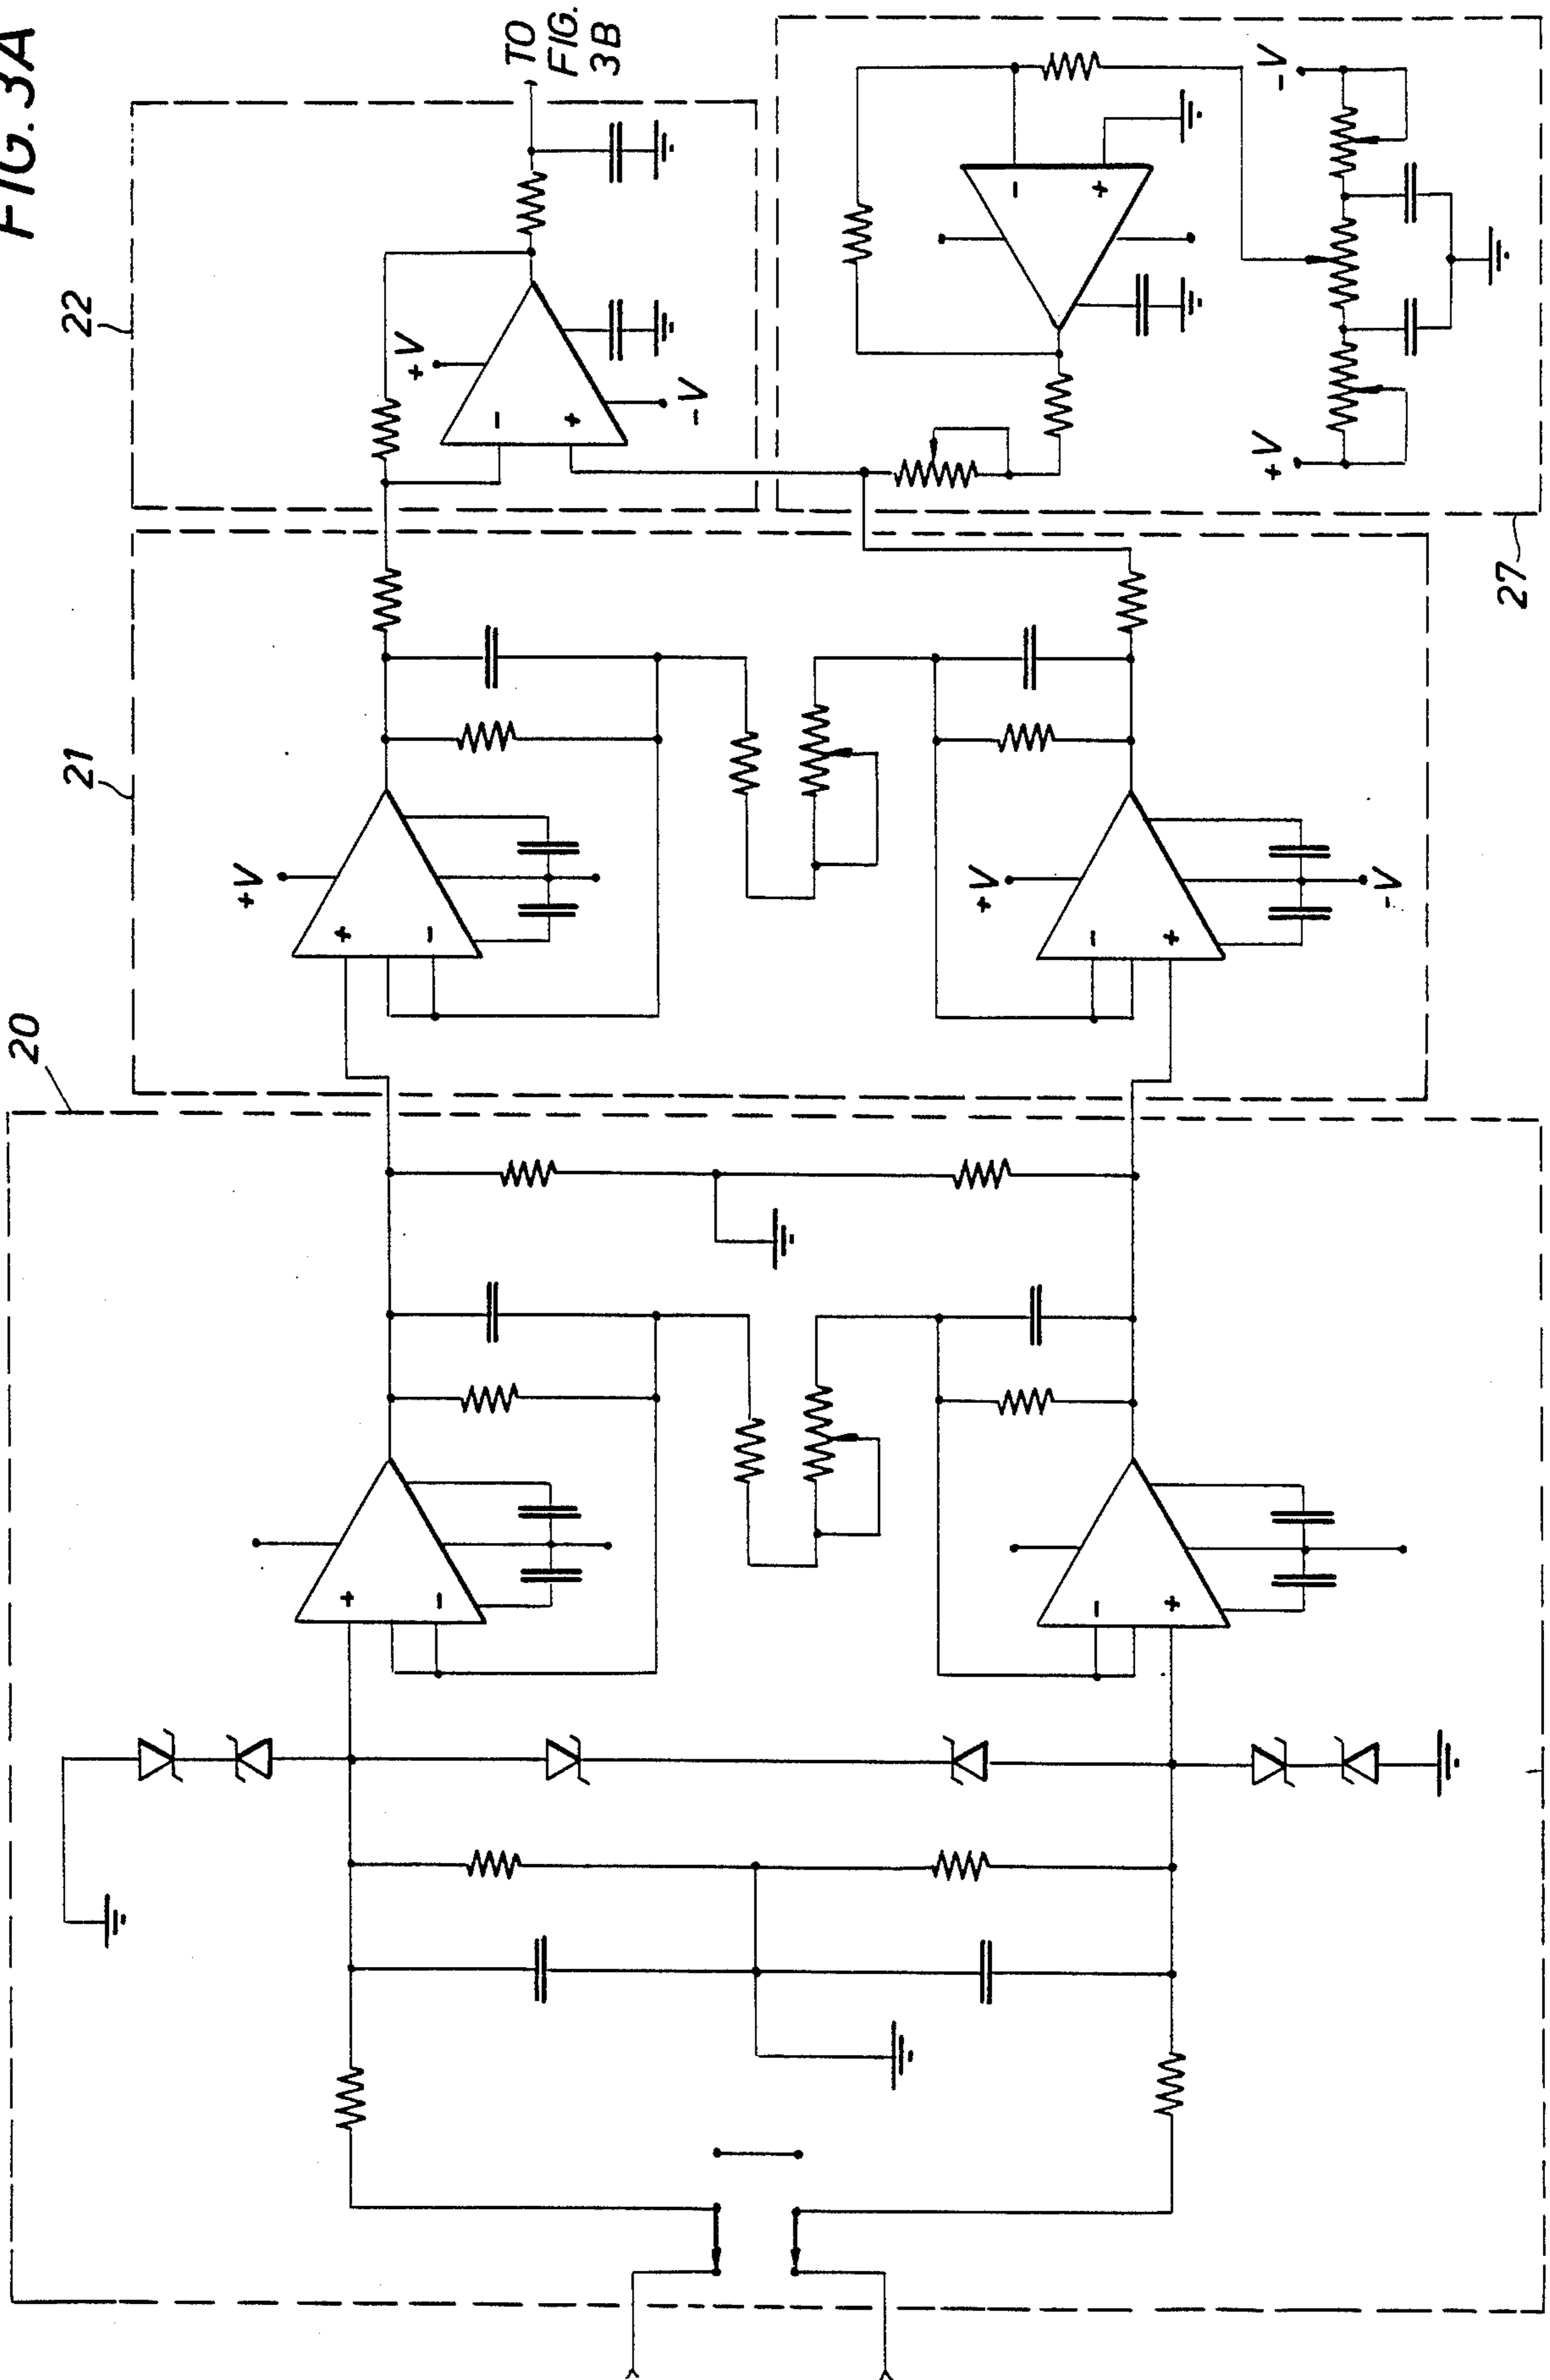 FIG. 3A
20
21
22
TO
FIG.
3B
+V
-V
+V
+
-
+V
-V
-
+
+V
-V
-
+
-
+
+V
-V
27
+
-
-
+